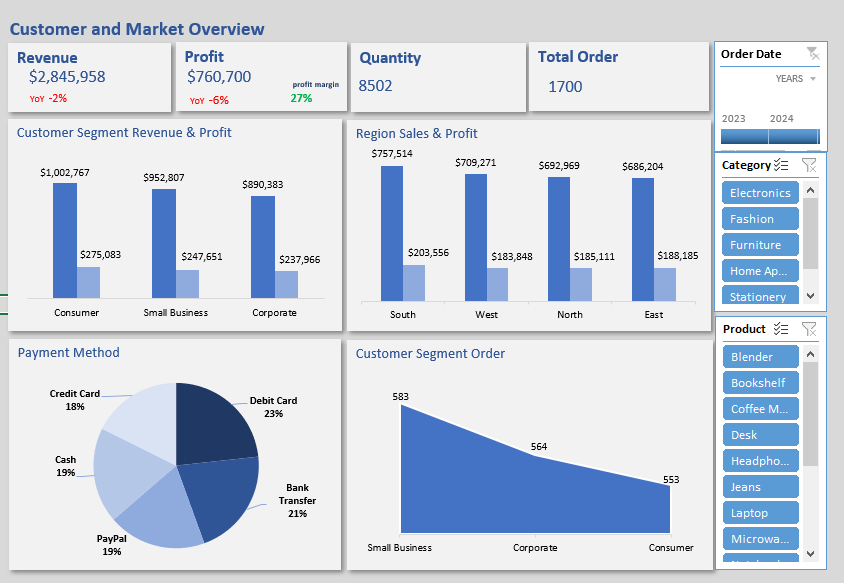 Customer and Market Overview
Revenue
$2,845,958
YoY -2%
Profit
$760,700
profit margin
YoY -6%
27%
Quantity
8502
Total Order
1700
Order Date
YEARS
2023 2024
Customer Segment Revenue & Profit
$1,002,767
$952,807
$890,383
$275,083
$247,651
$237,966
Consumer Small Business Corporate
Region Sales & Profit
$757,514
$709,271
$692,969
$686,204
$203,556
$183,848
$185,111
$188,185
South West North East
Category
Electronics
Fashion
Furniture
Home Ap...
Stationery
Payment Method
Credit Card
18%
Debit Card
23%
Cash
19%
Bank
Transfer
21%
PayPal
19%
Customer Segment Order
583
564
553
Small Business Corporate Consumer
Product
Blender
Bookshelf
Coffee M...
Desk
Headpho...
Jeans
Laptop
Microwa...